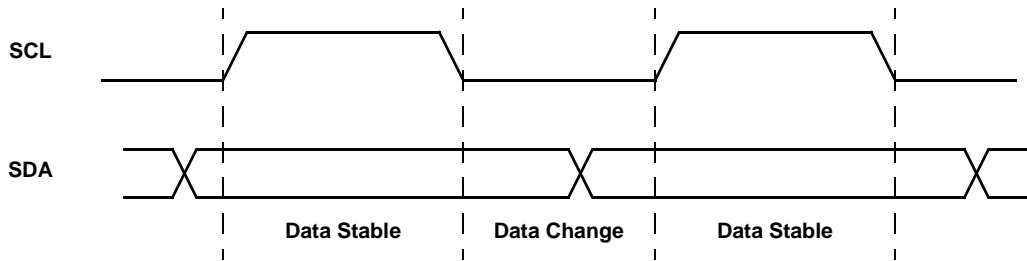 SCL
SDA
Data Stable
Data Change
Data Stable